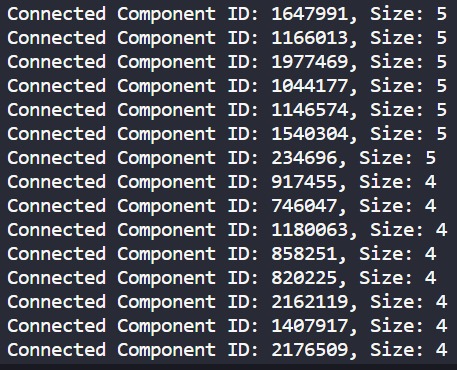 Connected Component ID: 1647991, Size: 5
Connected Component ID: 1166013, Size: 5
Connected Component ID: 1977469, Size: 5
Connected Component ID: 1044177, Size: 5
Connected Component ID: 1146574, Size: 5
Connected Component ID: 1540304, Size: 5
Connected Component ID: 234696, Size: 5
Connected Component ID: 917455, Size: 4
Connected Component ID: 746047, Size: 4
Connected Component ID: 1180063, Size: 4
Connected Component ID: 858251, Size: 4
Connected Component ID: 820225, Size: 4
Connected Component ID: 2162119, Size: 4
Connected Component ID: 1407917, Size: 4
Connected Component ID: 2176509, Size: 4